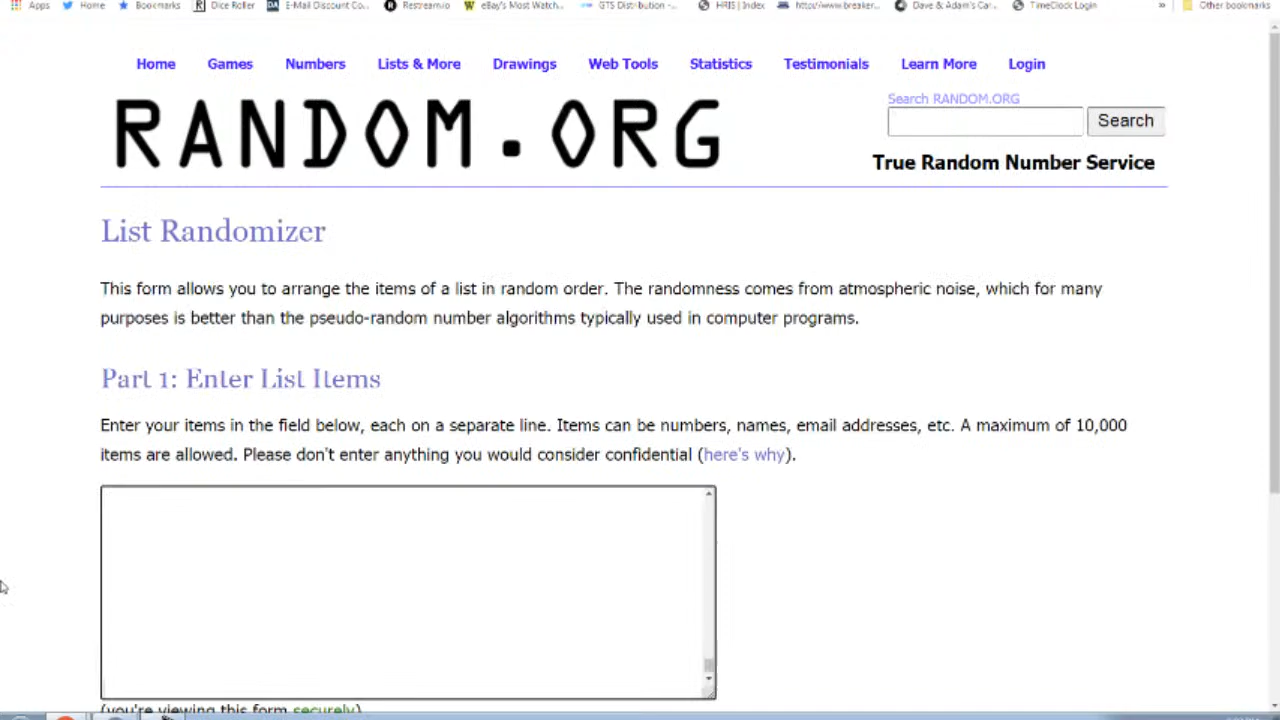 Apps Home Bookmarks Dice Roller E-Mail Discount Co... Restream.io eBay's Most Watch... GTS Distribution -... HRIS | Index http://www.breaker... Dave & Adam's Car... TimeClock Login » Other bookmarks
Home Games Numbers Lists & More Drawings Web Tools Statistics Testimonials Learn More Login
Search RANDOM.ORG
RANDOM.ORG
Search
True Random Number Service
List Randomizer
This form allows you to arrange the items of a list in random order. The randomness comes from atmospheric noise, which for many
purposes is better than the pseudo-random number algorithms typically used in computer programs.
Part 1: Enter List Items
Enter your items in the field below, each on a separate line. Items can be numbers, names, email addresses, etc. A maximum of 10,000
items are allowed. Please don't enter anything you would consider confidential (here's why).
(you're viewing this form securely)